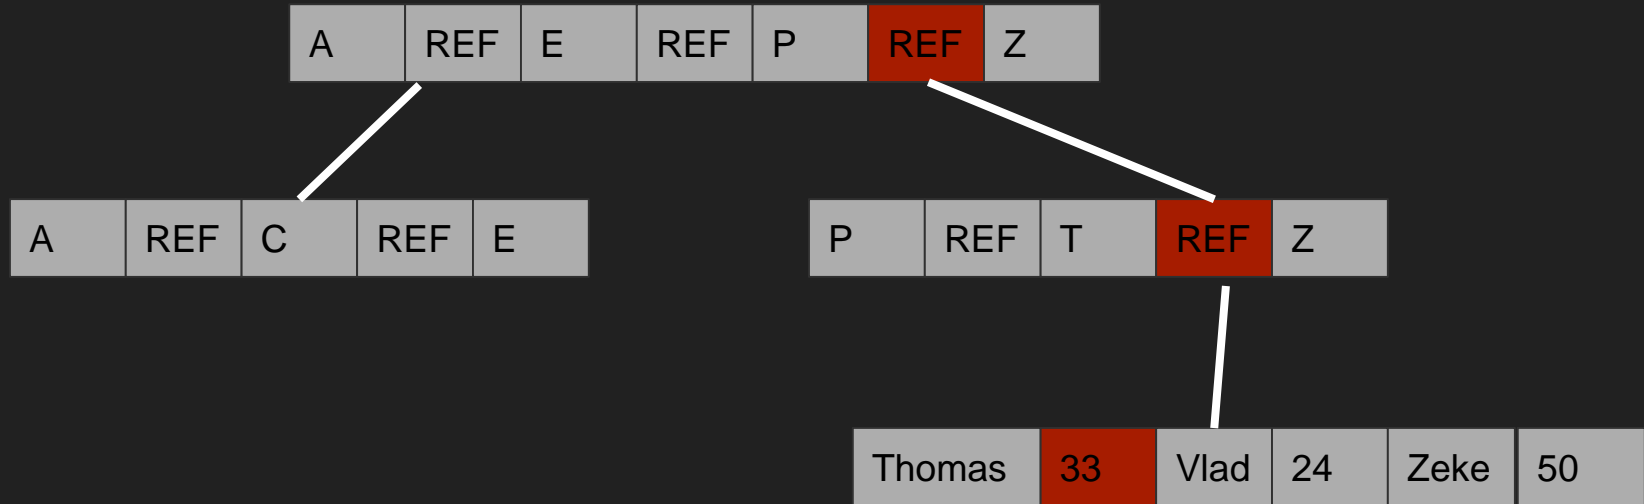 A REF E REF P REF Z
A REF C REF E
P REF T REF Z
Thomas 33 Vlad 24 Zeke 50